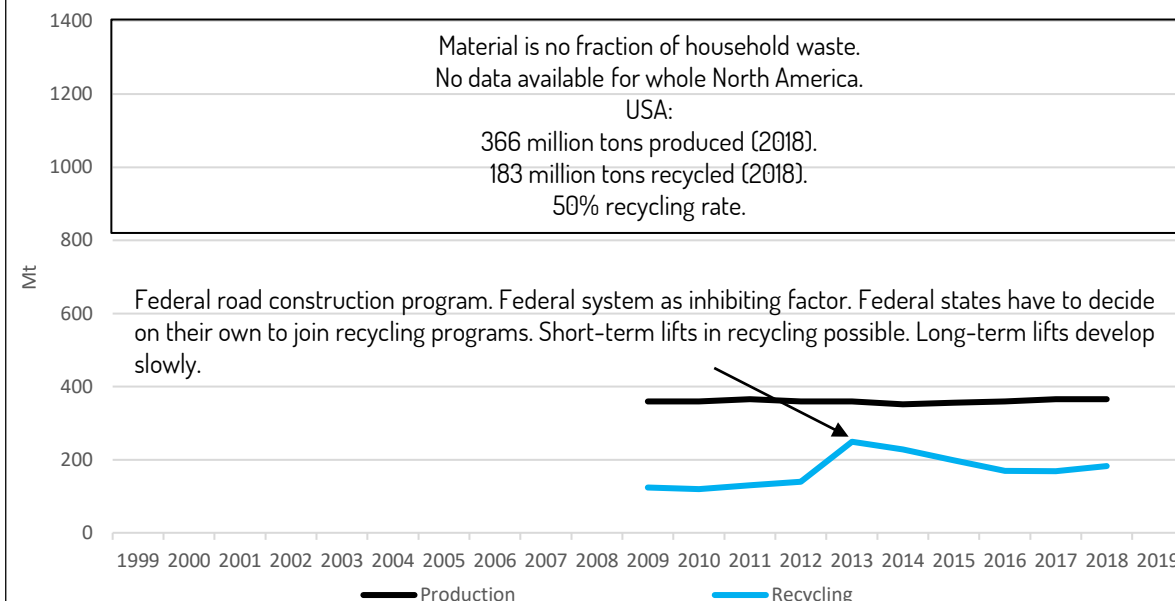 1400
Material is no fraction of household waste.
No data available for whole North America.
1200
USA:
366 million tons produced (2018).
1000
183 million tons recycled (2018).
50% recycling rate.
800
Mt
Federal road construction program. Federal system as inhibiting factor. Federal states have to decide
600
on their own to join recycling programs. Short-term lifts in recycling possible. Long-term lifts develop
slowly.
400
200
0
1999 2000 2001 2002 2003 2004 2005 2006 2007 2008 2009 2010 2011 2012 2013 2014 2015 2016 2017 2018 2019
Production Recycling